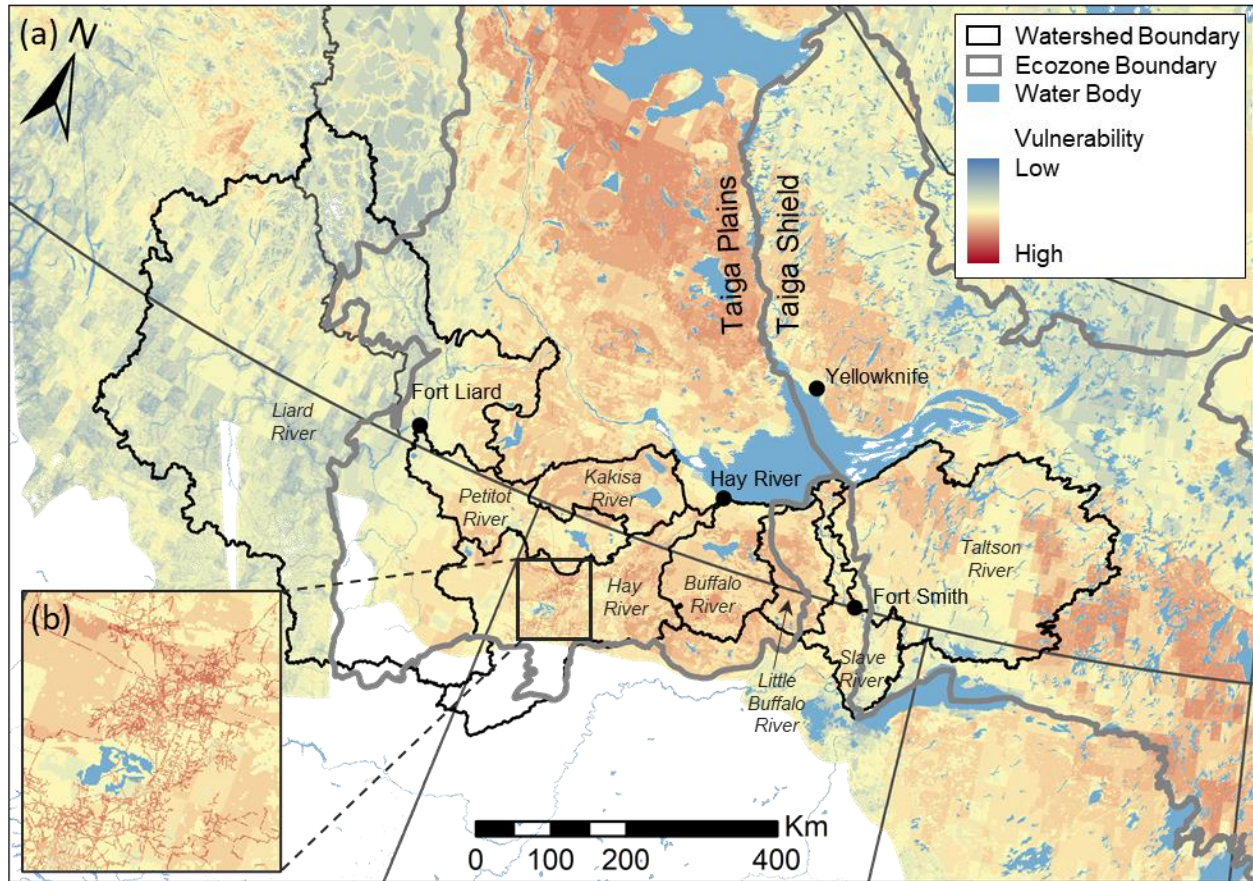 (a)
N
Watershed Boundary
Ecozone Boundary
Water Body
Vulnerability
Low
High
Taiga Plains
Taiga Shield
Yellowknife
Fort Liard
Liard
River
Hay River
Kakisa
River
Petitot
River
Taltson
River
Hay
River
Buffalo
River
Fort Smith
Slave
River
Little
Buffalo
River
(b)
Km
0 100 200 400